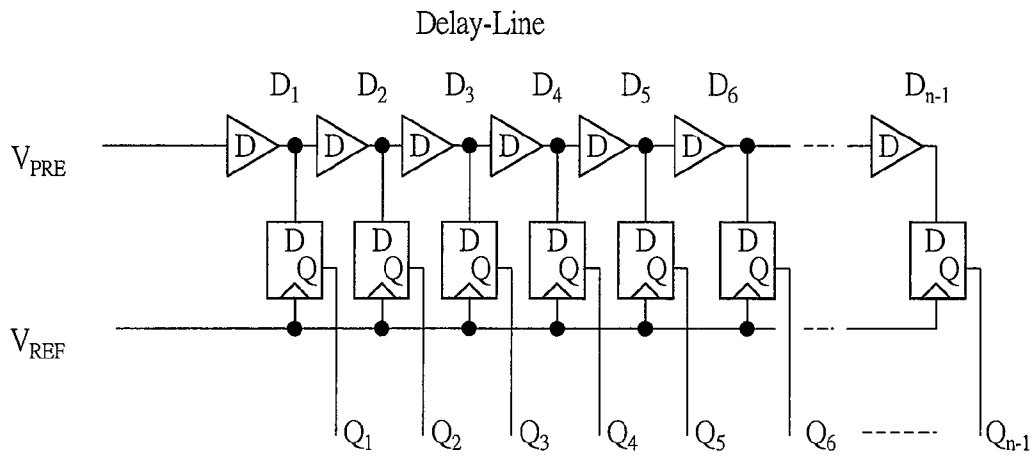 Delay-Line
D1 D2 D3 D4 D5 D6 Dn-1
VPRE D D D D D D D
D D D D D D D
Q Q Q Q Q Q Q
VREF
Q1 Q2 Q3 Q4 Q5 Q6 Qn-1